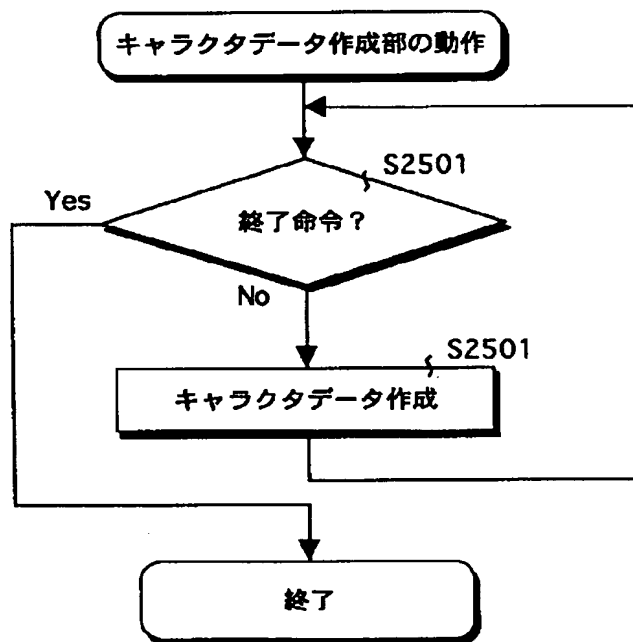 キャラクタデータ作成部の動作
S2501
Yes
終了命令?
No
S2501
キャラクタデータ作成
終了